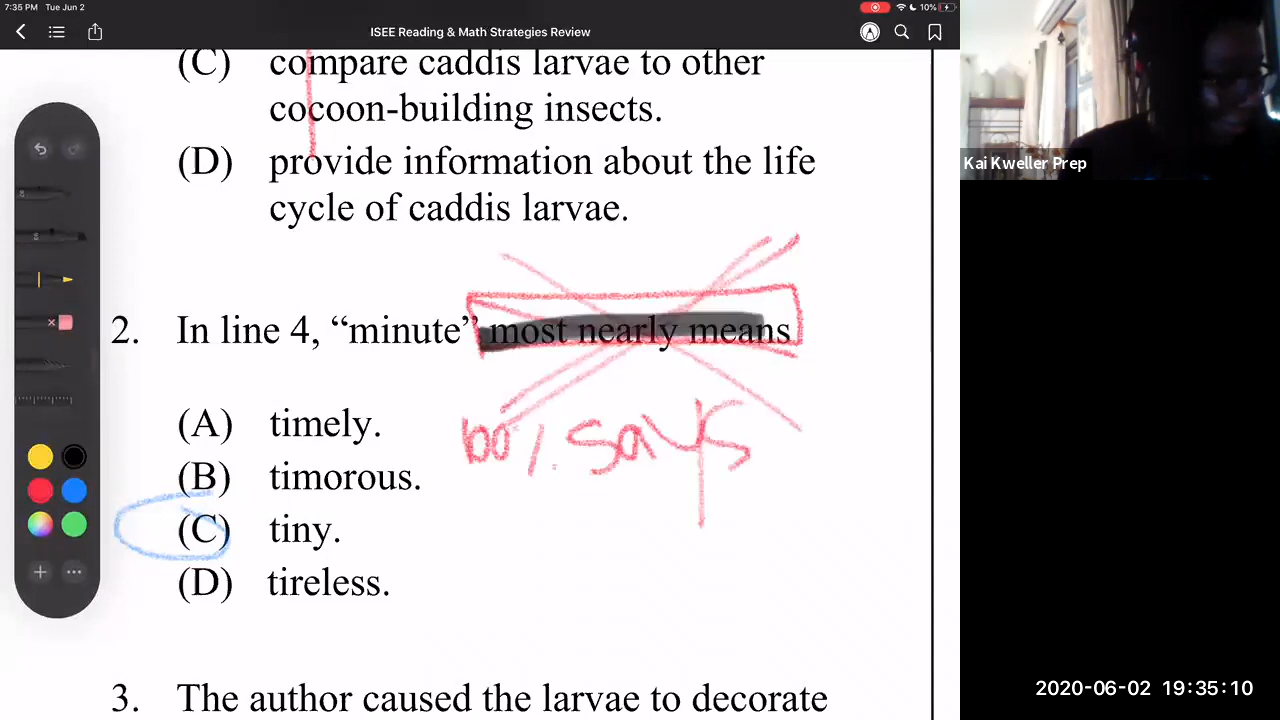 7:35 PM Tue Jun 2
10%
ISEE Reading & Math Strategies Review
(C) compare caddis larvae to other
cocoon-building insects.
(D) provide information about the life
cycle of caddis larvae.
2. In line 4, “minute” most nearly means
100% says
(A) timely.
(B) timorous.
(C) tiny.
(D) tireless.
3. The author caused the larvae to decorate
Kai Kweller Prep
2020-06-02 19:35:10